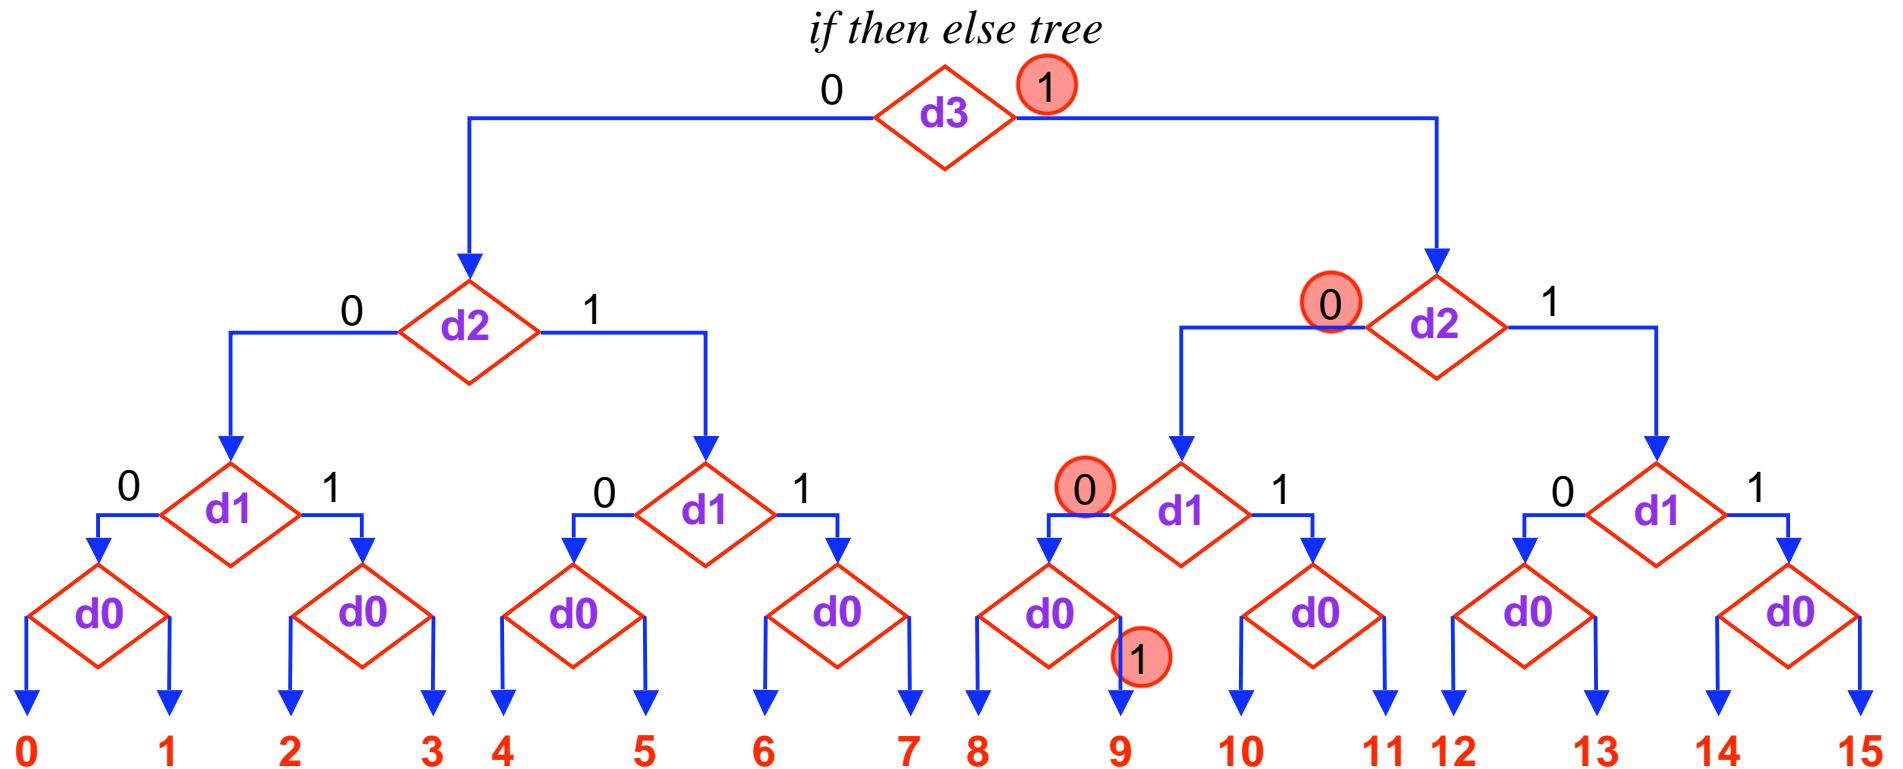 if then else tree
0 d3 1
0 d2 1 0 d2 1
0 d1 1 0 d1 1 0 d1 1 0 d1 1
d0 d0 d0 d0 d0 d0 d0 d0
1
0 1 2 3 4 5 6 7 8 9 10 11 12 13 14 15